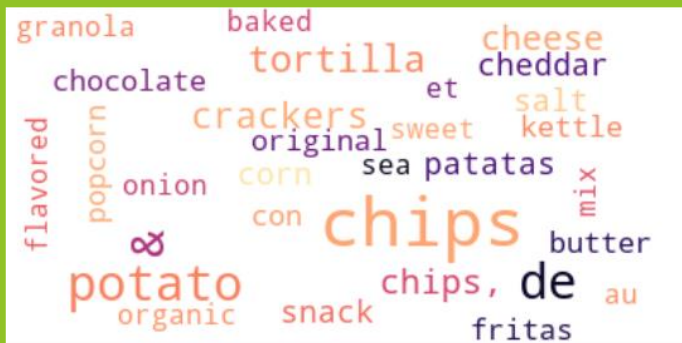 granola
baked
cheese
tortilla
cheddar
chocolate
et
salt
crackers
popcorn
original
sweet
kettle
flavored
onion
corn
sea
patatas
mix
con
chips
&
butter
potato
chips,
de
au
organic
snack
fritas